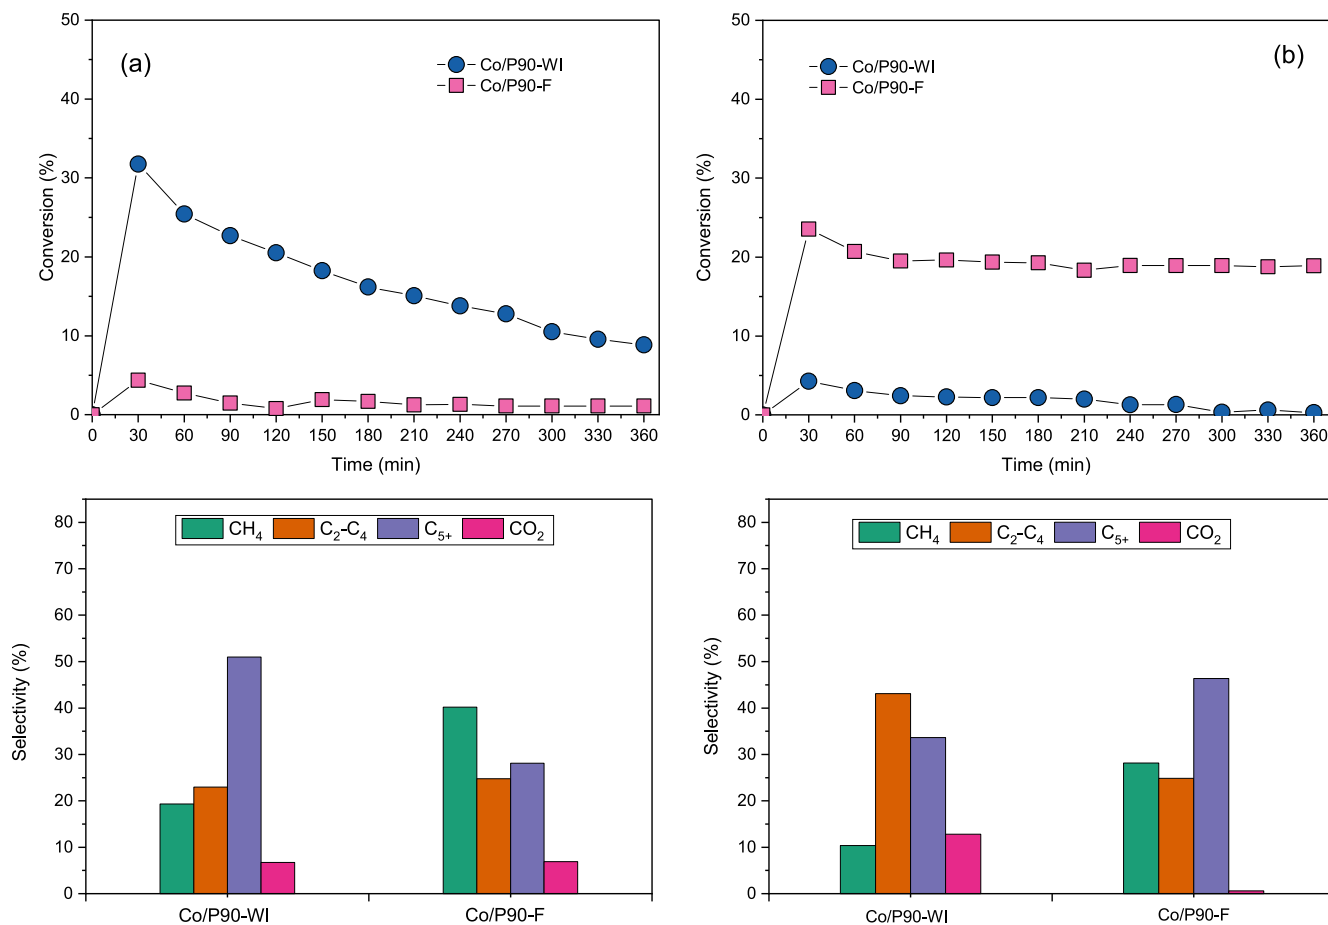 (a)
Co/P90-WI
Co/P90-F
Conversion (%)
50
40
30
20
10
0
0 30 60 90 120 150 180 210 240 270 300 330 360
Time (min)
(b)
Co/P90-WI
Co/P90-F
Conversion (%)
50
40
30
20
10
0
0 30 60 90 120 150 180 210 240 270 300 330 360
Time (min)
CH₄ C₂-C₄ C₅₊ CO₂
Selectivity (%)
80
70
60
50
40
30
20
10
0
Co/P90-WI Co/P90-F
CH₄ C₂-C₄ C₅₊ CO₂
Selectivity (%)
80
70
60
50
40
30
20
10
0
Co/P90-WI Co/P90-F